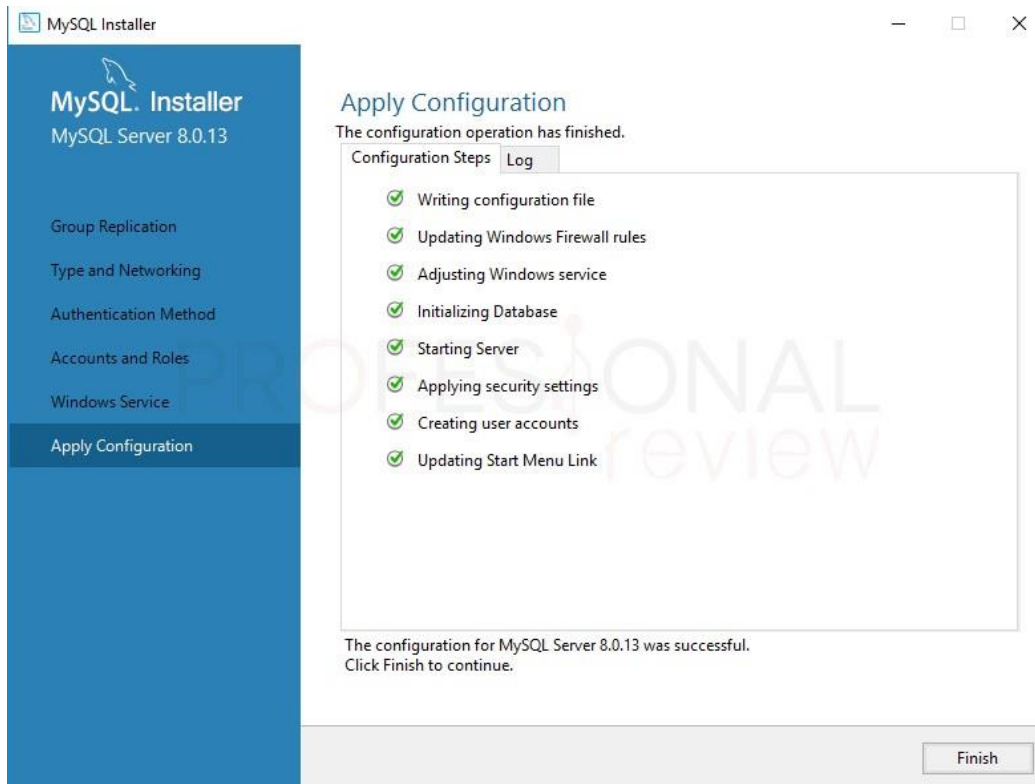 MySQL Installer
MySQL. Installer
MySQL Server 8.0.13
Group Replication
Type and Networking
Authentication Method
Accounts and Roles
Windows Service
Apply Configuration
Apply Configuration
The configuration operation has finished.
Configuration Steps
Log
Writing configuration file
Updating Windows Firewall rules
Adjusting Windows service
Initializing Database
Starting Server
Applying security settings
Creating user accounts
Updating Start Menu Link
PROFESIONAL
review
The configuration for MySQL Server 8.0.13 was successful.
Click Finish to continue.
Finish